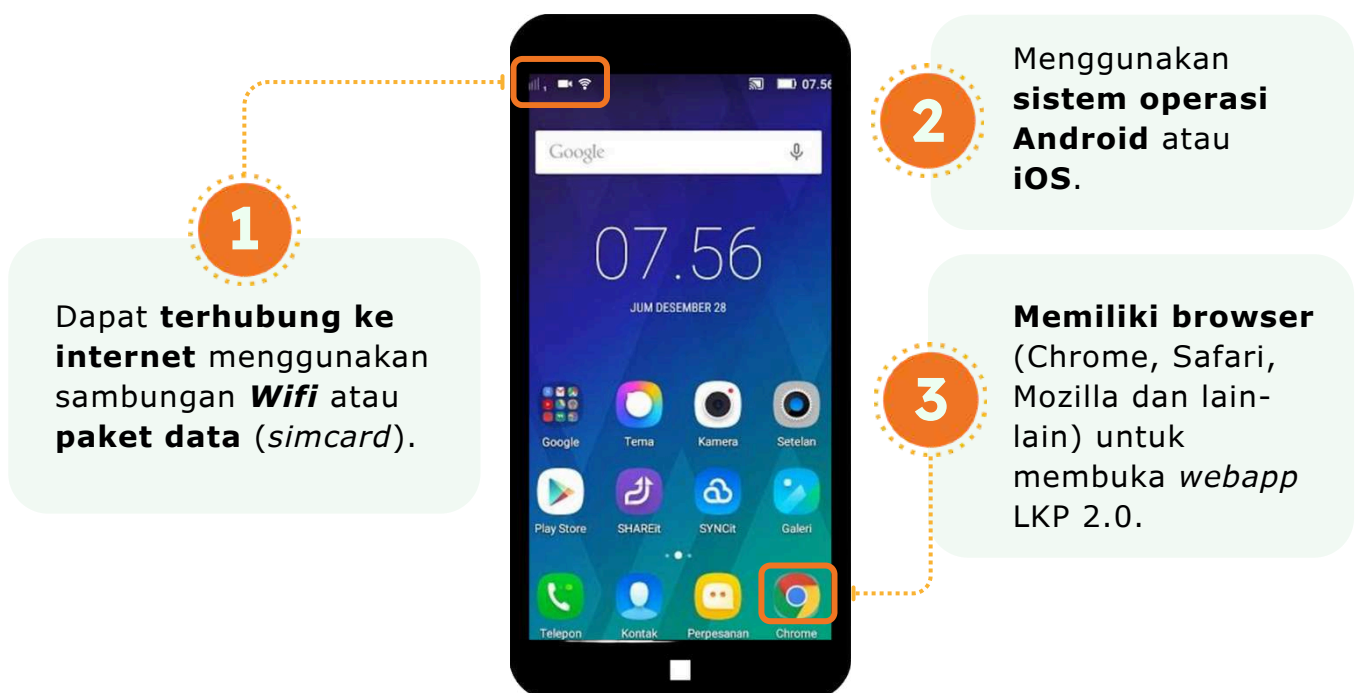 1
Dapat terhubung ke
internet menggunakan
sambungan Wifi atau
paket data (simcard).
07.56
Google
07.56
JUM DESEMBER 28
Google
Tema
Kamera
Setelan
Play Store
SHAREit
SYNCit
Galeri
Telepon
Kontak
Perpesanan
Chrome
2
Menggunakan
sistem operasi
Android atau
iOS.
3
Memiliki browser
(Chrome, Safari,
Mozilla dan lain-
lain) untuk
membuka webapp
LKP 2.0.